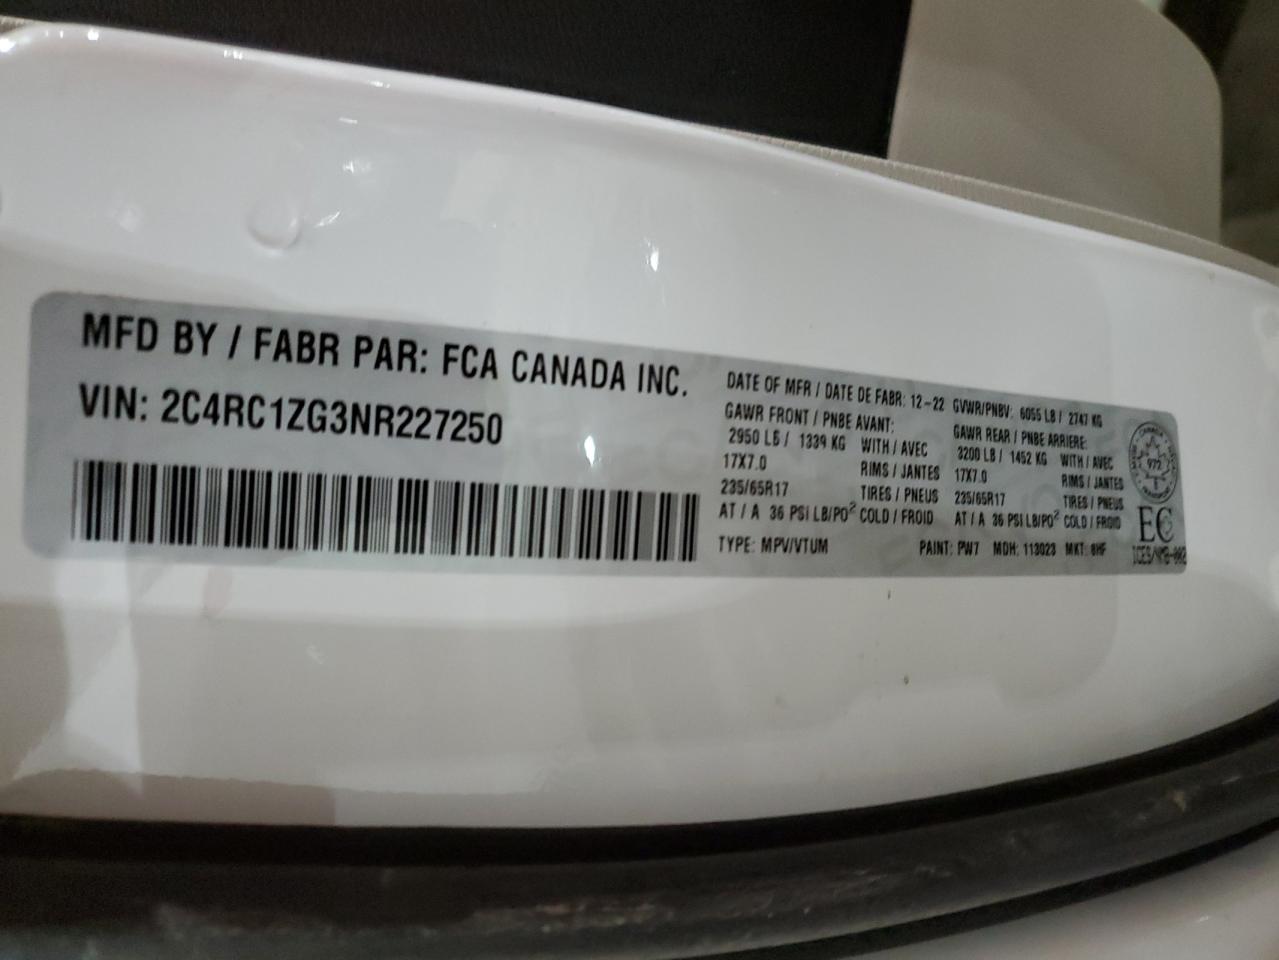 MFD BY / FABR PAR: FCA CANADA INC.
VIN: 2C4RC1ZG3NR227250
DATE OF MFR / DATE DE FABR: 12-22 GVWR/PNBV: 6055 LB / 2747 KG
GAWR FRONT / PNBE AVANT:
2950 LB / 1339 KG WITH / AVEC
17X7.0 RIMS / JANTES
235/65R17 TIRES / PNEUS
AT / A 36 PSI LB/PO² COLD / FROID
GAWR REAR / PNBE ARRIERE:
3200 LB / 1452 KG WITH / AVEC
17X7.0 RIMS / JANTES
235/65R17 TIRES / PNEUS
AT / A 36 PSI LB/PO² COLD / FROID
TYPE: MPV/VTUM PAINT: PW7 MDH: 113023 MKT: 8HF
CANADA
972
TRANSPORT
EC